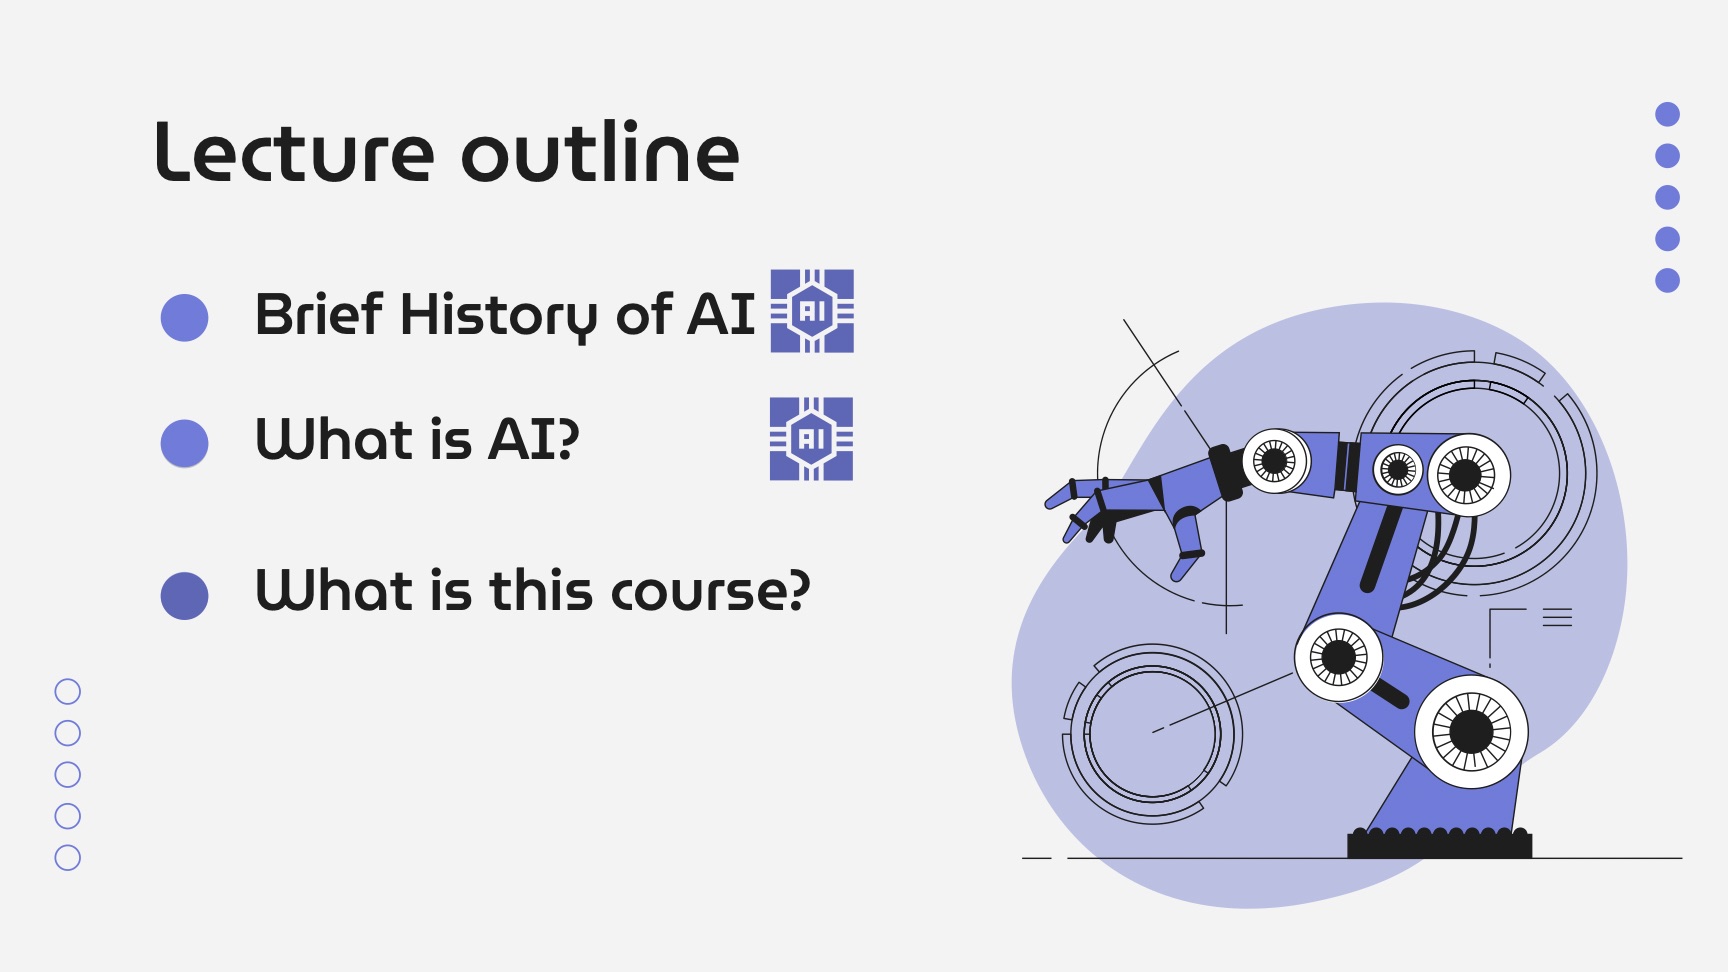 Lecture outline
Brief History of AI
AI
What is AI?
AI
What is this course?